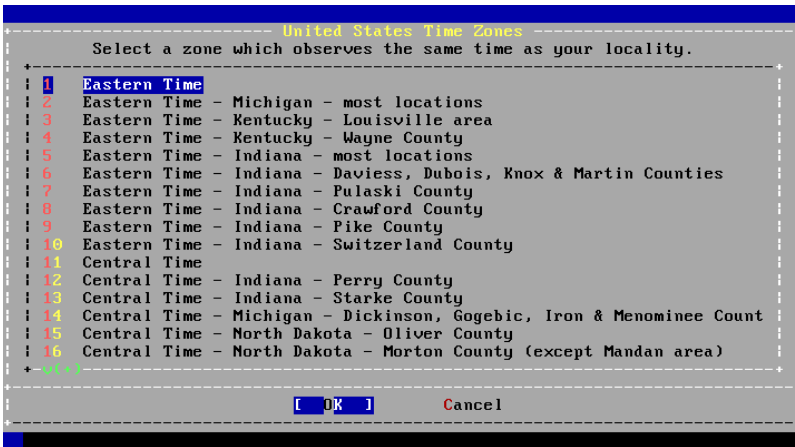 United States Time Zones
Select a zone which observes the same time as your locality.
1 Eastern Time
2 Eastern Time - Michigan - most locations
3 Eastern Time - Kentucky - Louisville area
4 Eastern Time - Kentucky - Wayne County
5 Eastern Time - Indiana - most locations
6 Eastern Time - Indiana - Daviess, Dubois, Knox & Martin Counties
7 Eastern Time - Indiana - Pulaski County
8 Eastern Time - Indiana - Crawford County
9 Eastern Time - Indiana - Pike County
10 Eastern Time - Indiana - Switzerland County
11 Central Time
12 Central Time - Indiana - Perry County
13 Central Time - Indiana - Starke County
14 Central Time - Michigan - Dickinson, Gogebic, Iron & Menominee Count
15 Central Time - North Dakota - Oliver County
16 Central Time - North Dakota - Morton County (except Mandan area)
v(+)
[ OK ] Cancel